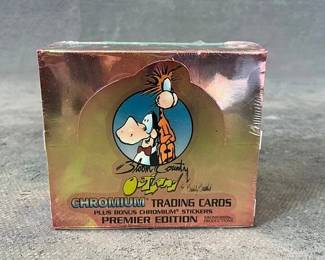 Bloom County
Outland
CHROMIUM® TRADING CARDS
PLUS BONUS CHROMIUM® STICKERS
PREMIER EDITION